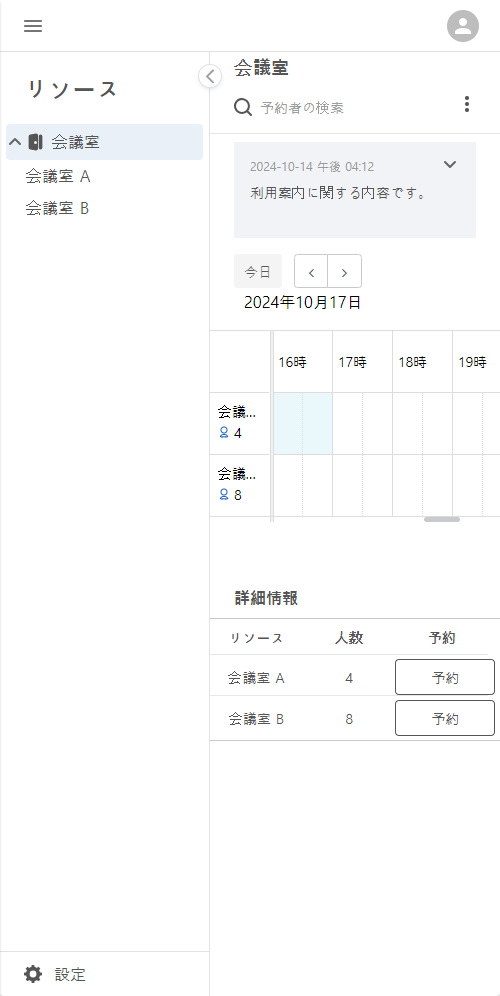 リソース
会議室
会議室 A
会議室 B
設定
会議室
予約者の検索
2024-10-14 午後 04:12
利用案内に関する内容です。
今日
2024年10月17日
16時 17時 18時 19時
会議...
4
会議...
8
詳細情報
リソース 人数 予約
会議室 A 4 予約
会議室 B 8 予約